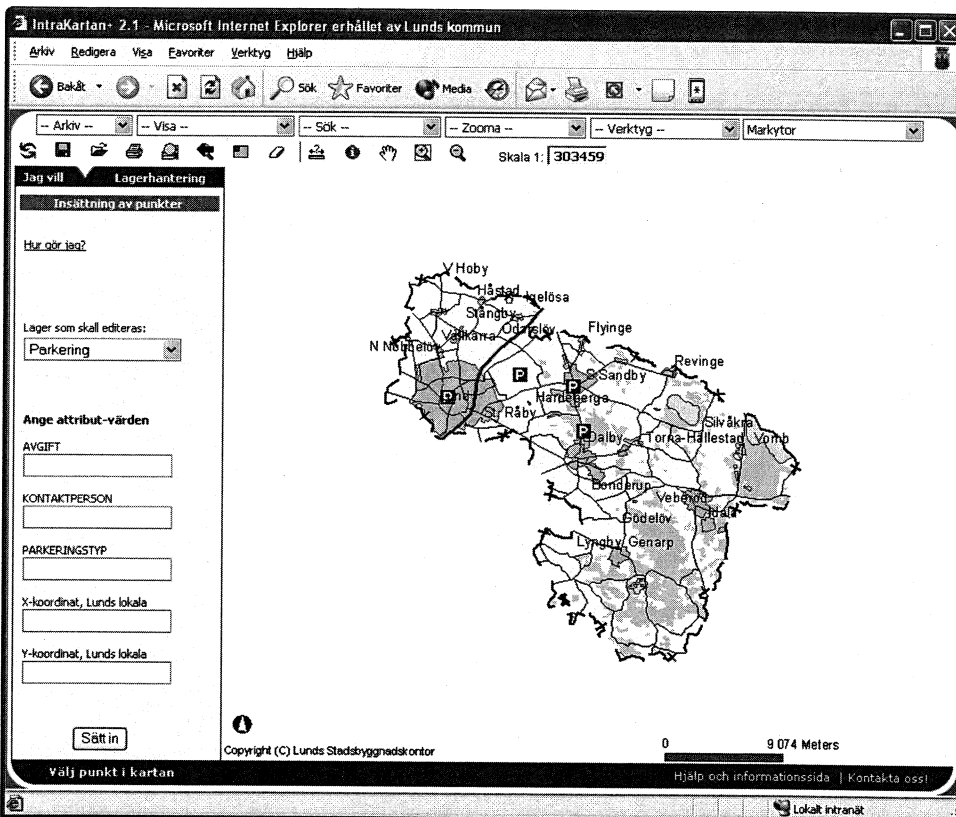 IntraKartan+ 2.1 - Microsoft Internet Explorer erhållet av Lunds kommun
Arkiv Redigera Visa Favoriter Verktyg Hjälp
Bakåt Sök Favoriter Media
-- Arkiv -- -- Visa -- -- Sök -- -- Zooma -- -- Verktyg -- Markytor
Skala 1: 303459
Jag vill Lagerhantering
Insättning av punkter
Hur gör jag?
Lager som skall editeras:
Parkering
Ange attribut-värden
AVGIFT
KONTAKTPERSON
PARKERINGSTYP
X-koordinat, Lunds lokala
Y-koordinat, Lunds lokala
Sätt in
V Hoby
Håstad
Igelösa
Stångby
Odarslöv
Flyinge
Vallkärra
N Nöbbelöv
Revinge
S Sandby
P
P
Hardeberga
St Råby
Silvåkra
P
Dalby
Torna-Hällestad
Vomb
Bonderup
Veberöd
Idala
Gödelöv
Lyngby
Genarp
Copyright (C) Lunds Stadsbyggnadskontor
0 9 074 Meters
Välj punkt i kartan
Hjälp och informationssida | Kontakta oss!
Lokalt intranät